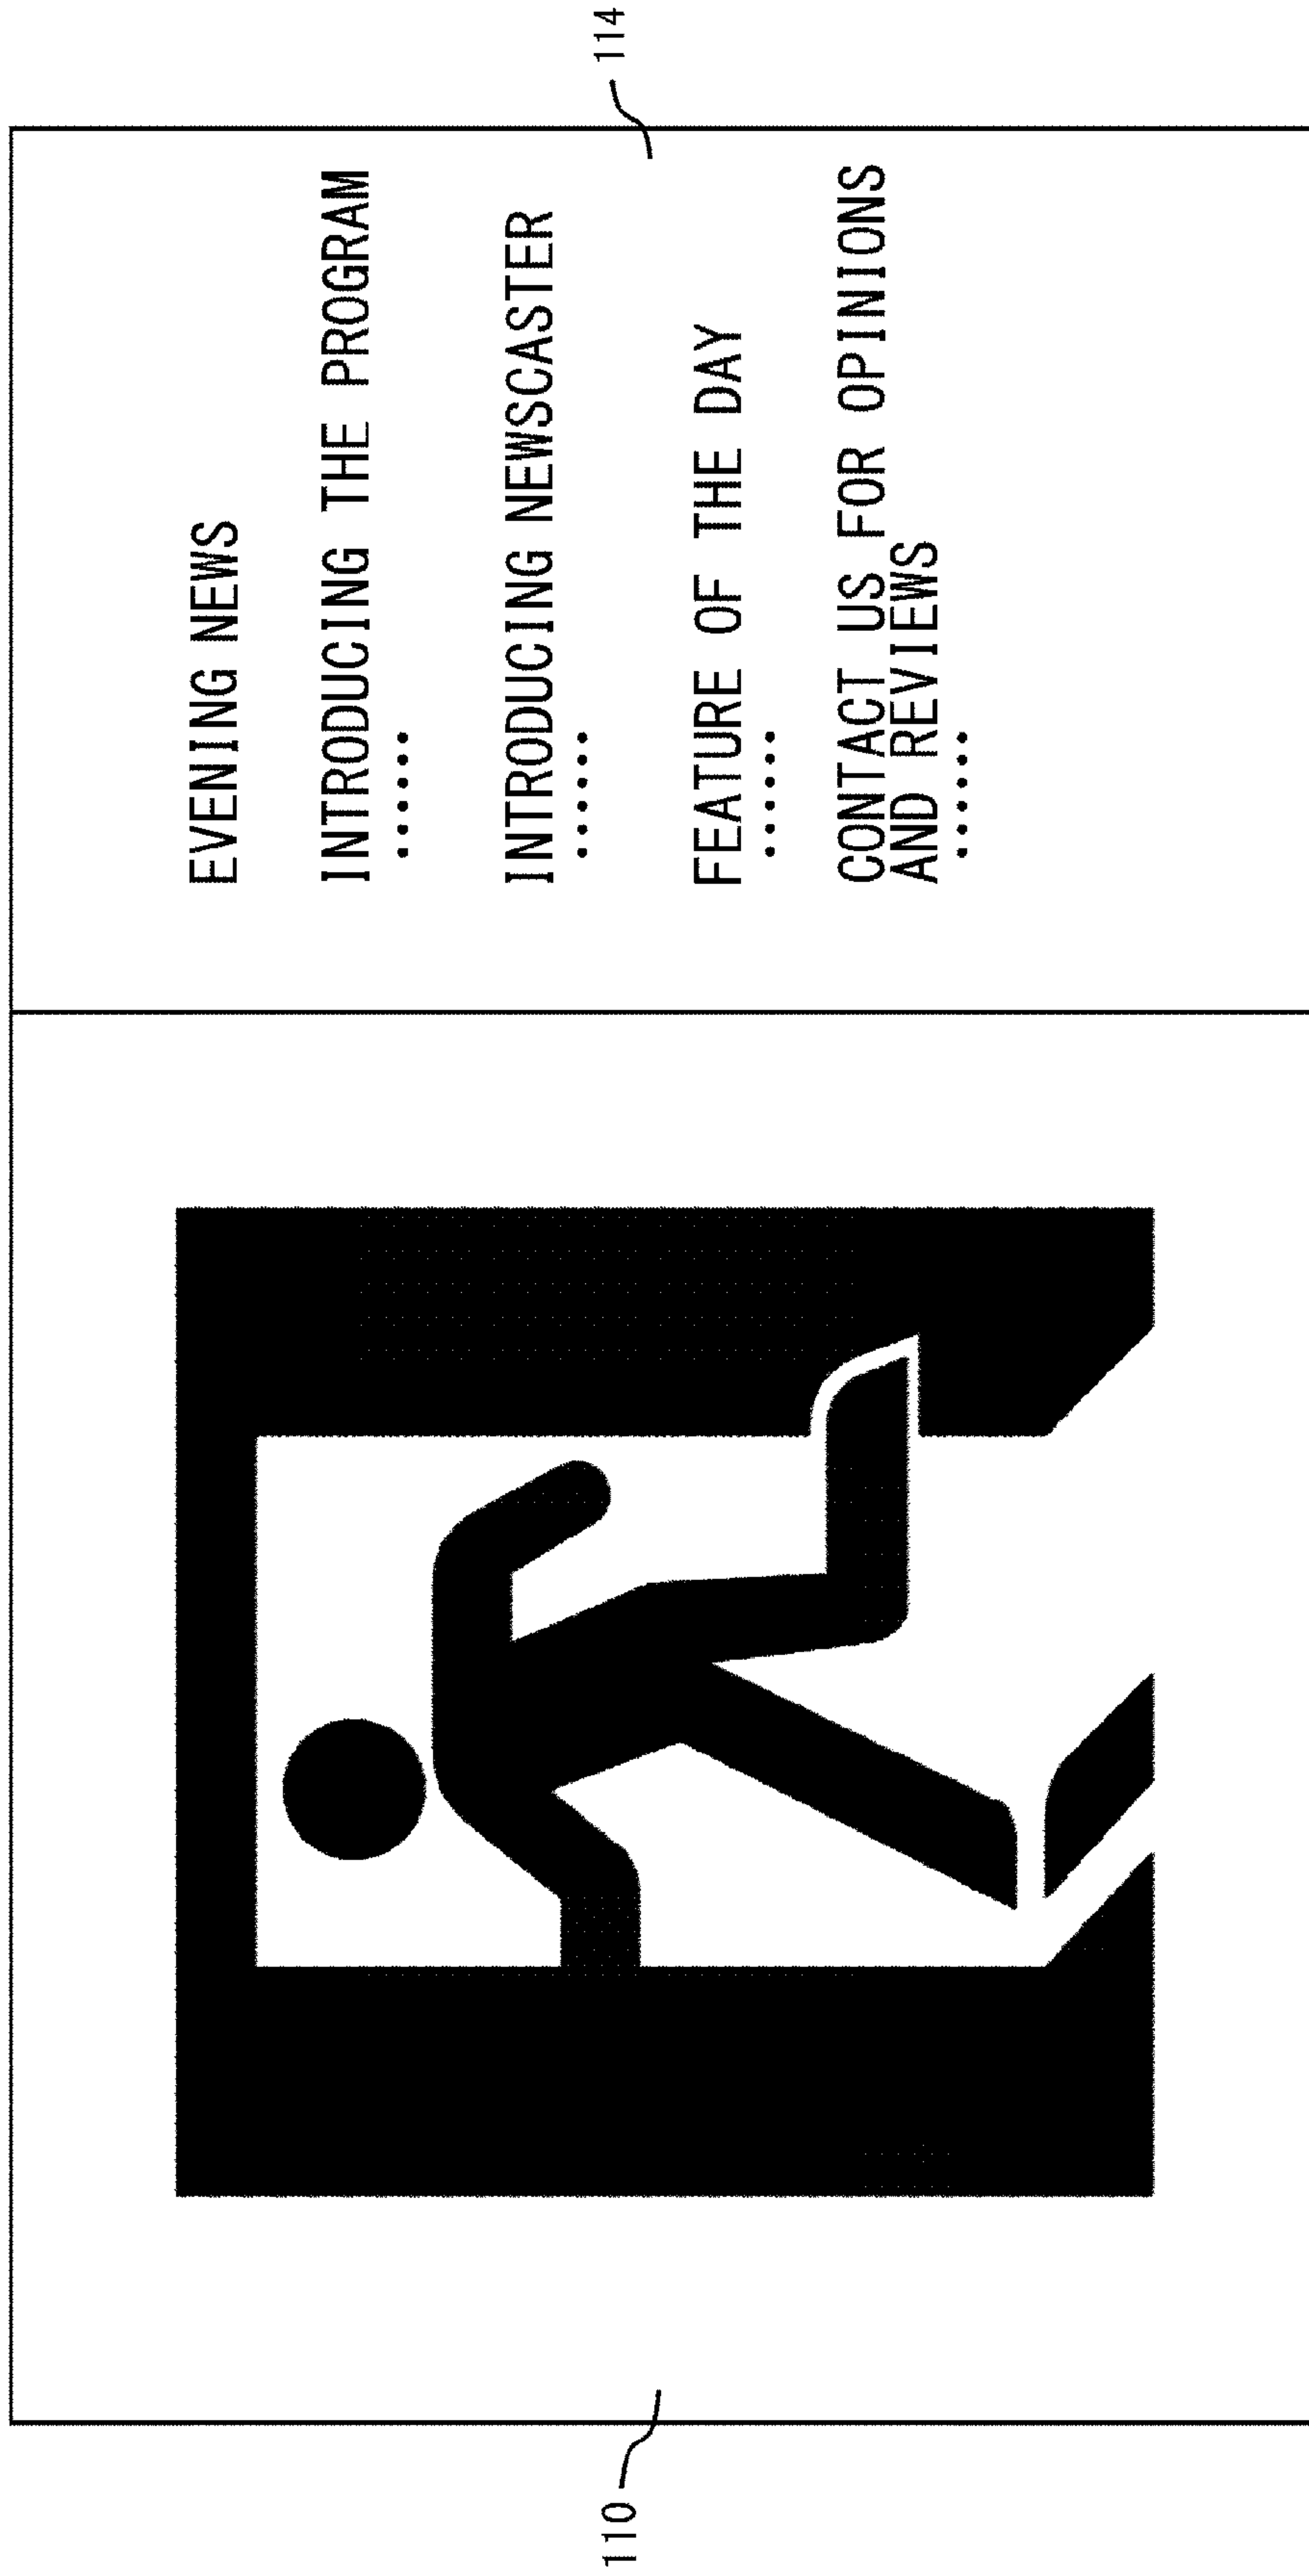 EVENING NEWS
INTRODUCING THE PROGRAM
••••••
INTRODUCING NEWSCASTER
••••••
FEATURE OF THE DAY
••••••
CONTACT US FOR OPINIONS
AND REVIEWS
••••••
110
114